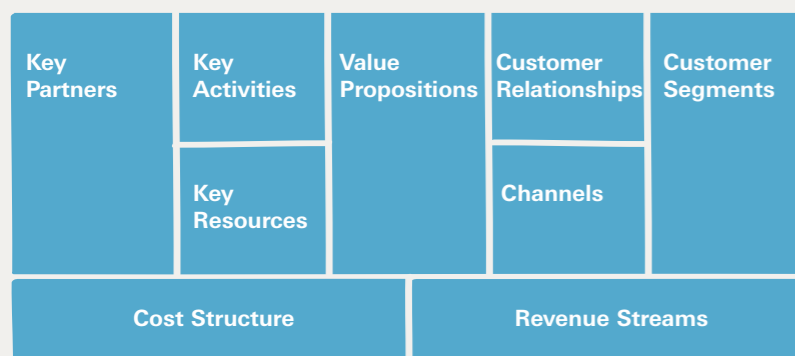 Key
Partners
Key
Activities
Key
Resources
Value
Propositions
Customer
Relationships
Channels
Customer
Segments
Cost Structure
Revenue Streams